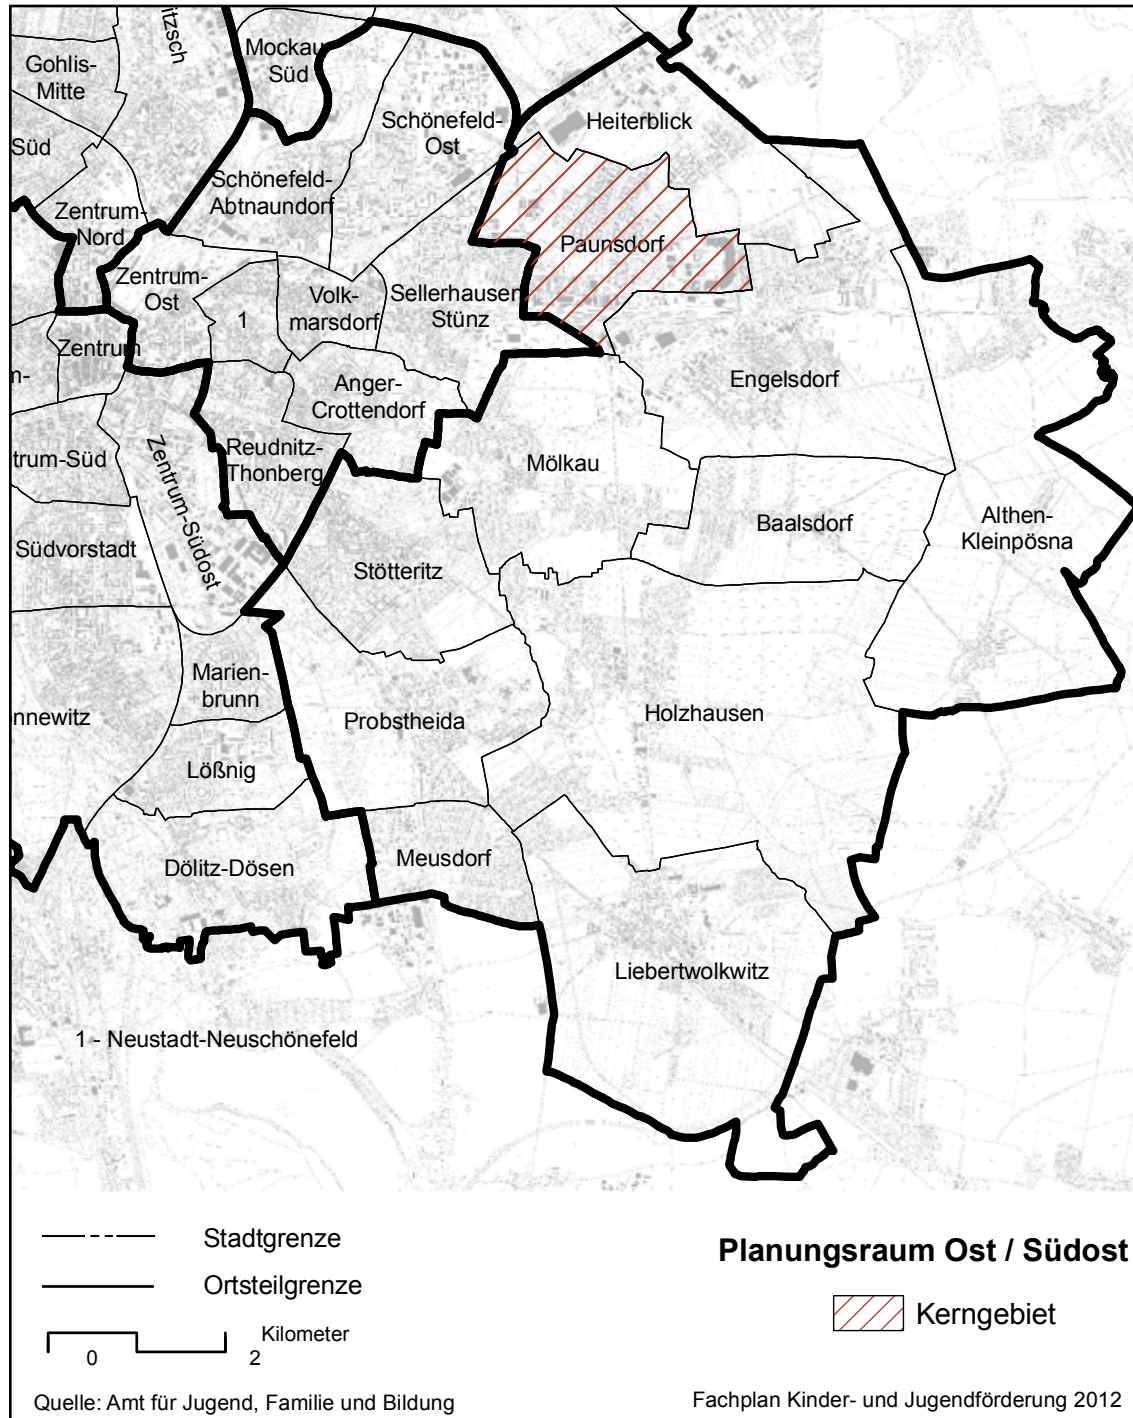 itzsch
Mockau
Süd
Gohlis-
Mitte
Schönefeld-
Ost
Heiterblick
Süd
Schönefeld-
Abtnaundorf
Zentrum-
Nord
Paunsdorf
Zentrum-
Ost
Volk-
marsdorf
Sellerhausen
Stünz
1
Zentrum
m-
Anger-
Crottendorf
Engelsdorf
Reudnitz-
Thonberg
trum-Süd
Zentrum-Südost
Mölkau
Baalsdorf
Althen-
Kleinpösna
Südvorstadt
Stötteritz
Marien-
brunn
onnewitz
Probstheida
Holzhausen
Lößnig
Dölitz-Dösen
Meusdorf
Liebertwolkwitz
1 - Neustadt-Neuschönefeld
Stadtgrenze
Ortsteilgrenze
Kilometer
0 2
Planungsraum Ost / Südost
Kerngebiet
Quelle: Amt für Jugend, Familie und Bildung
Fachplan Kinder- und Jugendförderung 2012